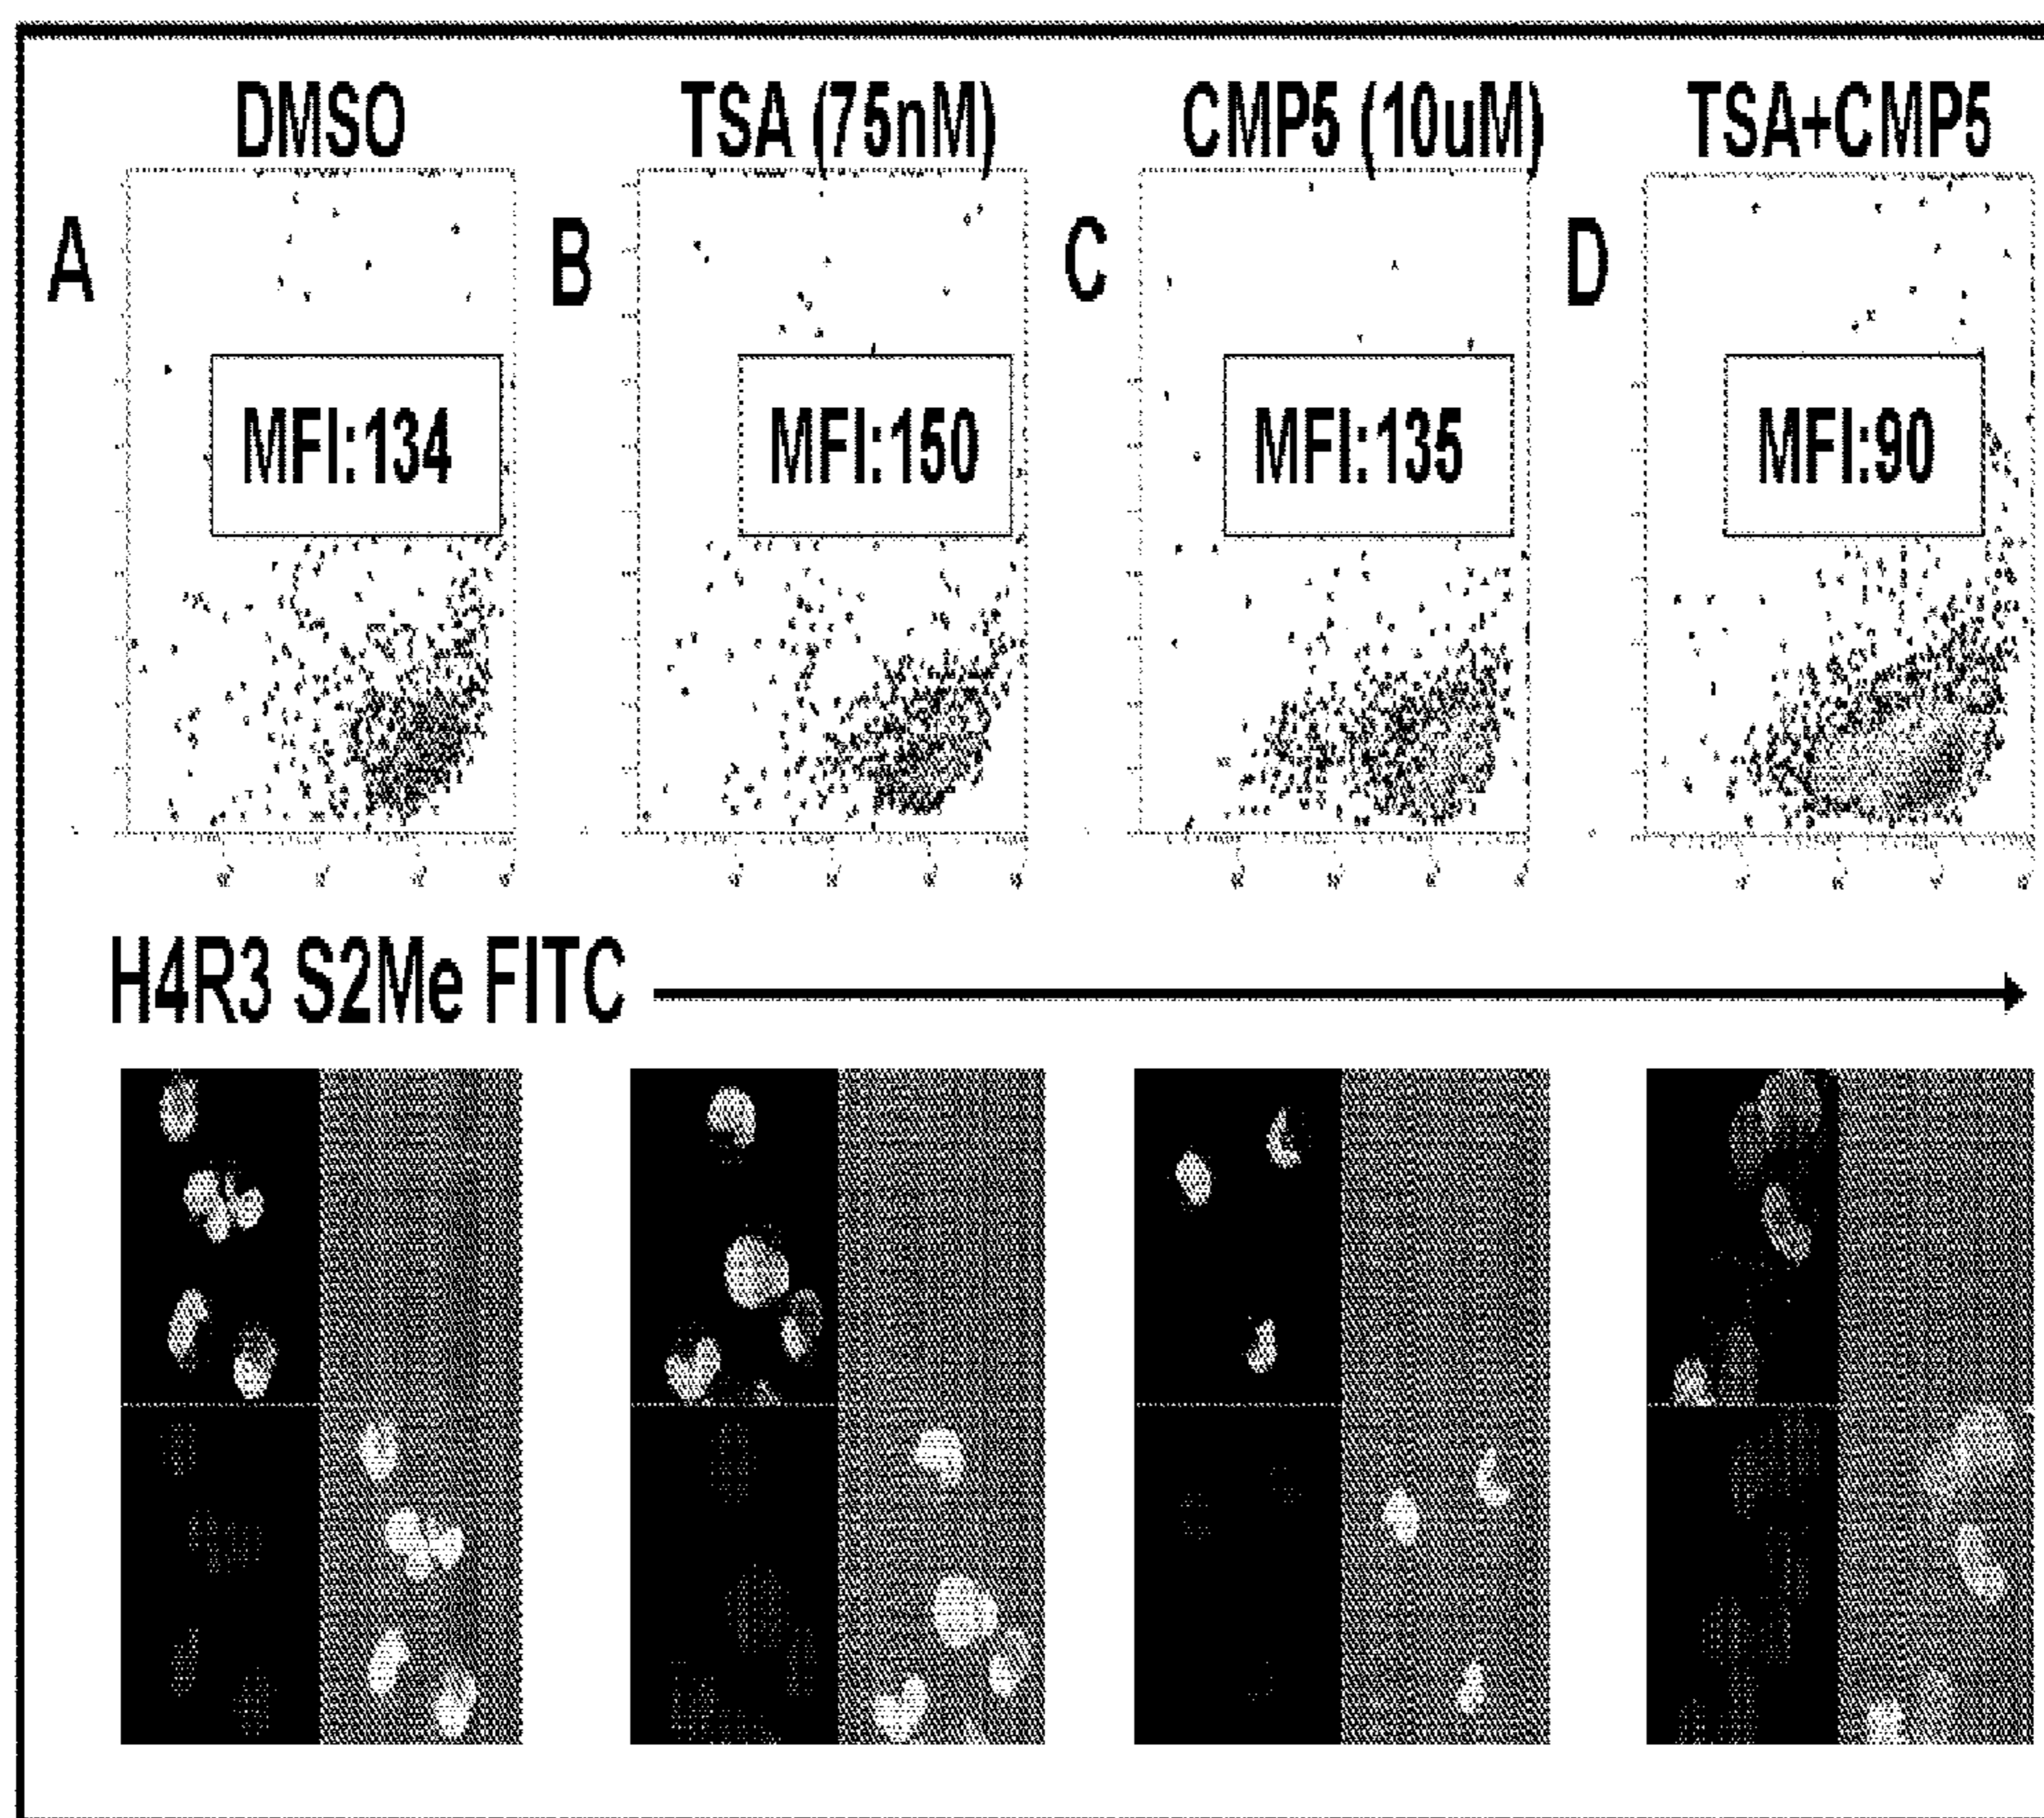 DMSO TSA (75nM) CMP5 (10uM) TSA+CMP5
A B C D
MFI:134 MFI:150 MFI:135 MFI:90
H4R3 S2Me FITC